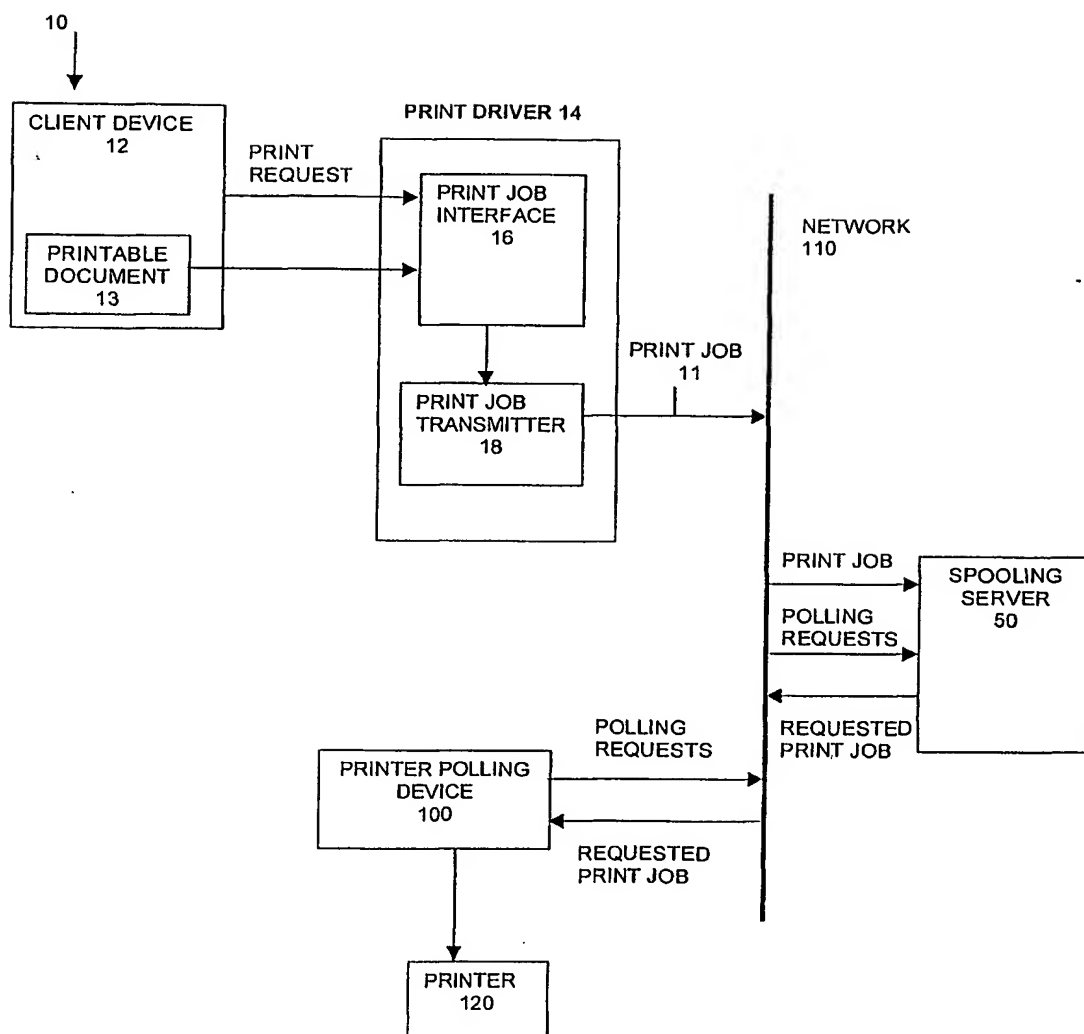 10
CLIENT DEVICE
12
PRINTABLE
DOCUMENT
13
PRINT
REQUEST
PRINT DRIVER 14
PRINT JOB
INTERFACE
16
PRINT JOB
TRANSMITTER
18
PRINT JOB
11
NETWORK
110
PRINT JOB
POLLING
REQUESTS
REQUESTED
PRINT JOB
SPOOLING
SERVER
50
POLLING
REQUESTS
PRINTER POLLING
DEVICE
100
REQUESTED
PRINT JOB
PRINTER
120